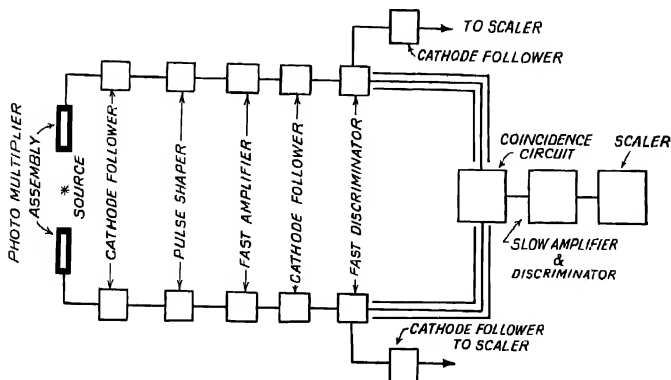 TO SCALER
CATHODE FOLLOWER
PHOTO MULTIPLIER
ASSEMBLY
* SOURCE
CATHODE FOLLOWER
PULSE SHAPER
FAST AMPLIFIER
CATHODE FOLLOWER
FAST DISCRIMINATOR
COINCIDENCE
CIRCUIT
SCALER
SLOW AMPLIFIER
&
DISCRIMINATOR
CATHODE FOLLOWER
TO SCALER